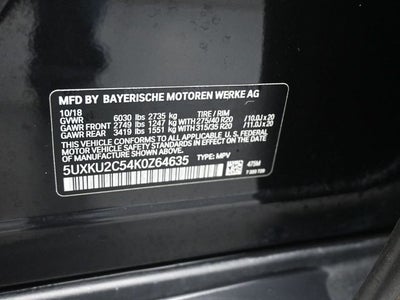 MFD BY BAYERISCHE MOTOREN WERKE AG
10/18
GVWR 6030 lbs 2735 kg TIRE / RIM
GAWR FRONT 2749 lbs 1247 kg WITH 275/40 R20 /10.0J x 20
GAWR REAR 3419 lbs 1551 kg WITH 315/35 R20 /11.0J x 20
THIS VEHICLE CONFORMS TO ALL APPLICABLE U. S. FEDERAL
MOTOR VEHICLE SAFETY STANDARDS IN EFFECT ON THE
DATE OF MANUFACTURE SHOWN ABOVE.
5UXKU2C54K0Z64635 TYPE: MPV
475M